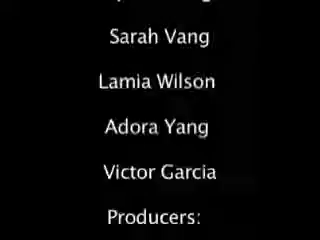 Sarah Vang
Lamia Wilson
Adora Yang
Victor Garcia
Producers: